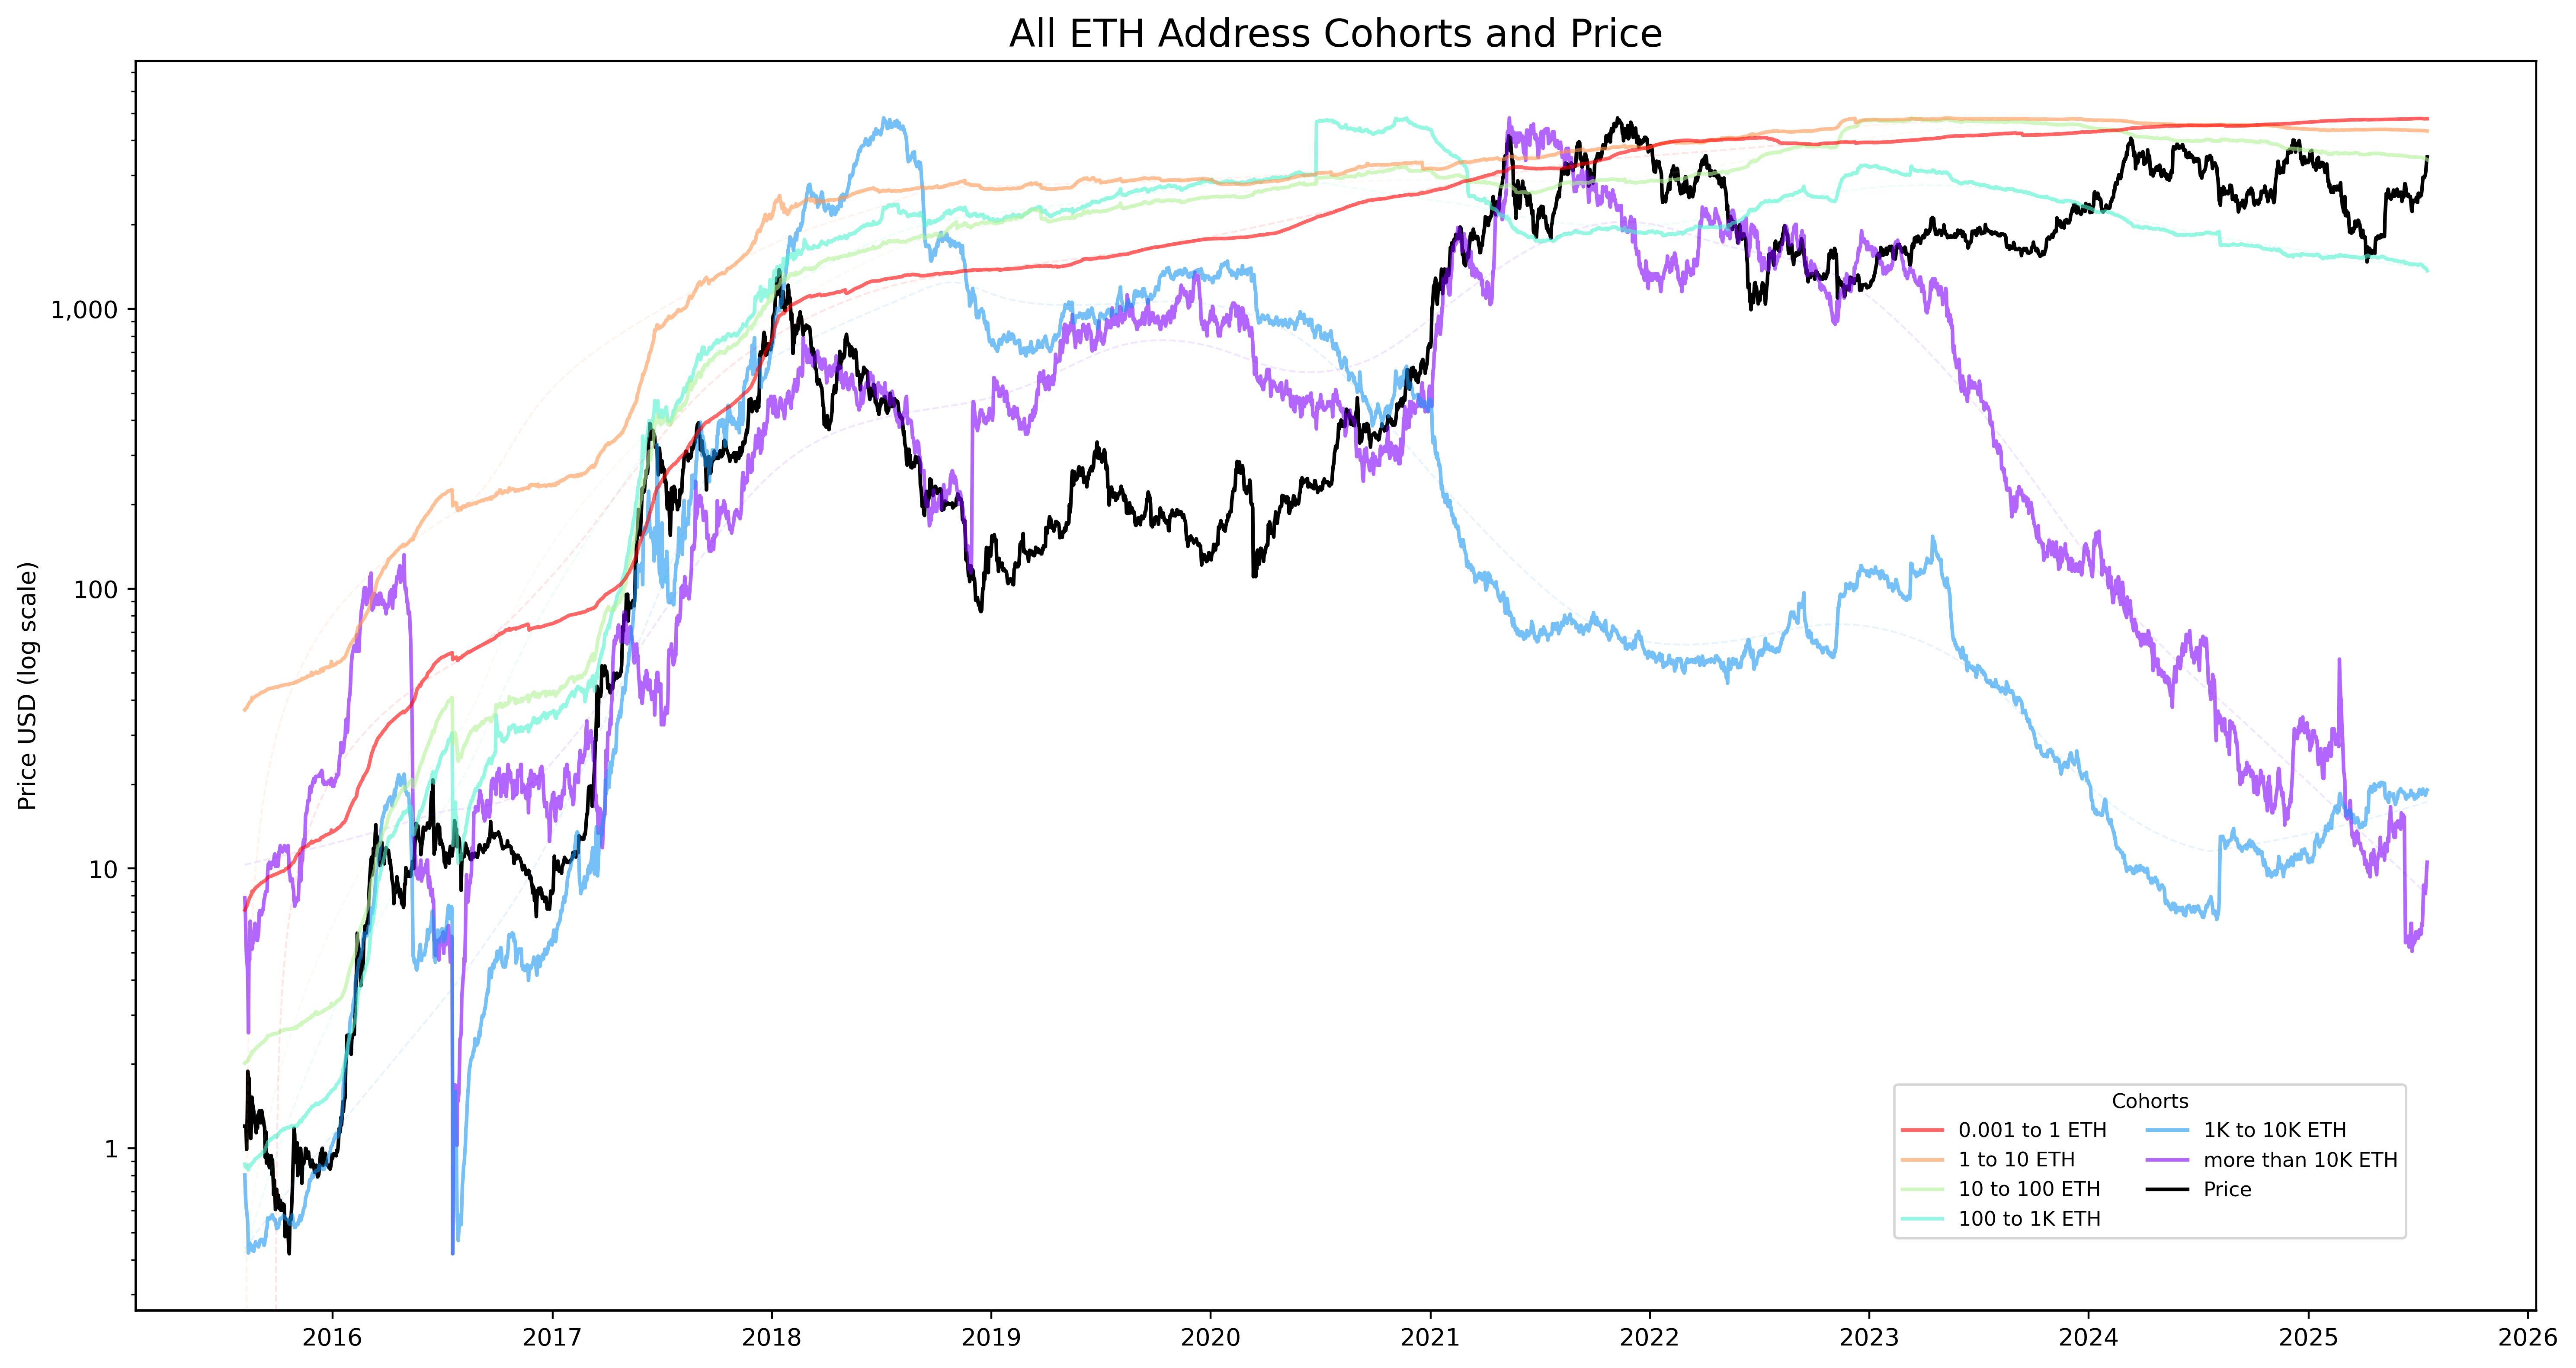 All ETH Address Cohorts and Price
Price USD (log scale)
1,000
100
10
1
Cohorts
0.001 to 1 ETH
1 to 10 ETH
10 to 100 ETH
100 to 1K ETH
1K to 10K ETH
more than 10K ETH
Price
2016 2017 2018 2019 2020 2021 2022 2023 2024 2025 2026